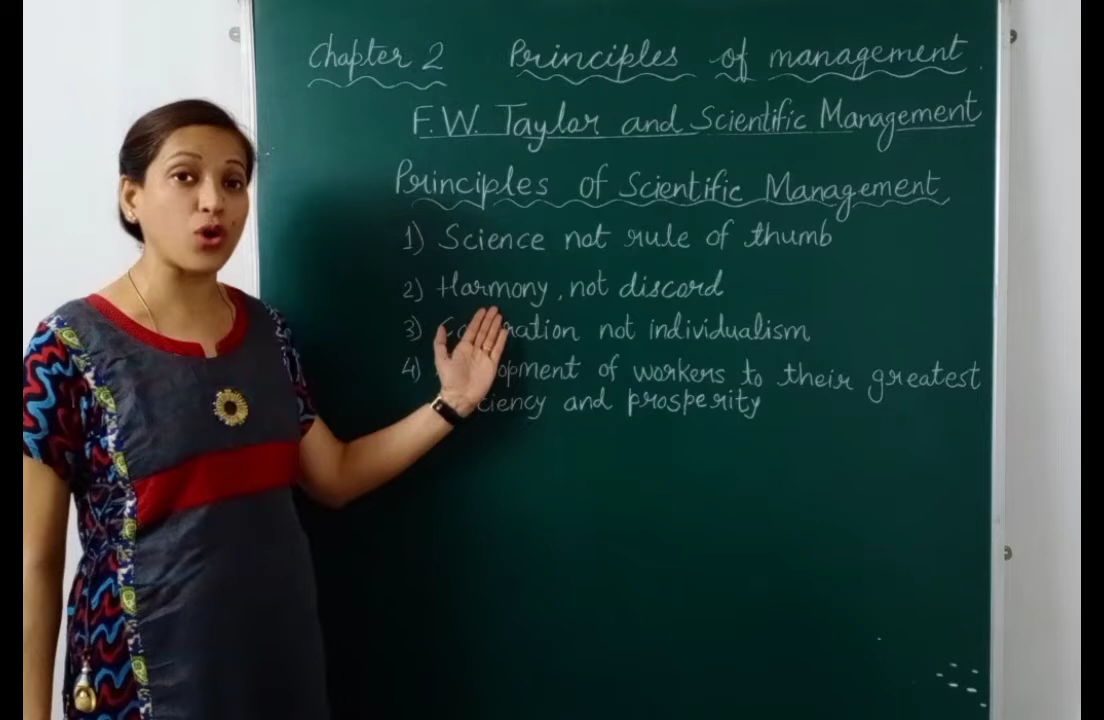 Chapter 2 Principles of management.
F.W. Taylor and Scientific Management
Principles of Scientific Management
1) Science not rule of thumb
2) Harmony, not discord
3) not individualism
4) of workers to their greatest
and prosperity